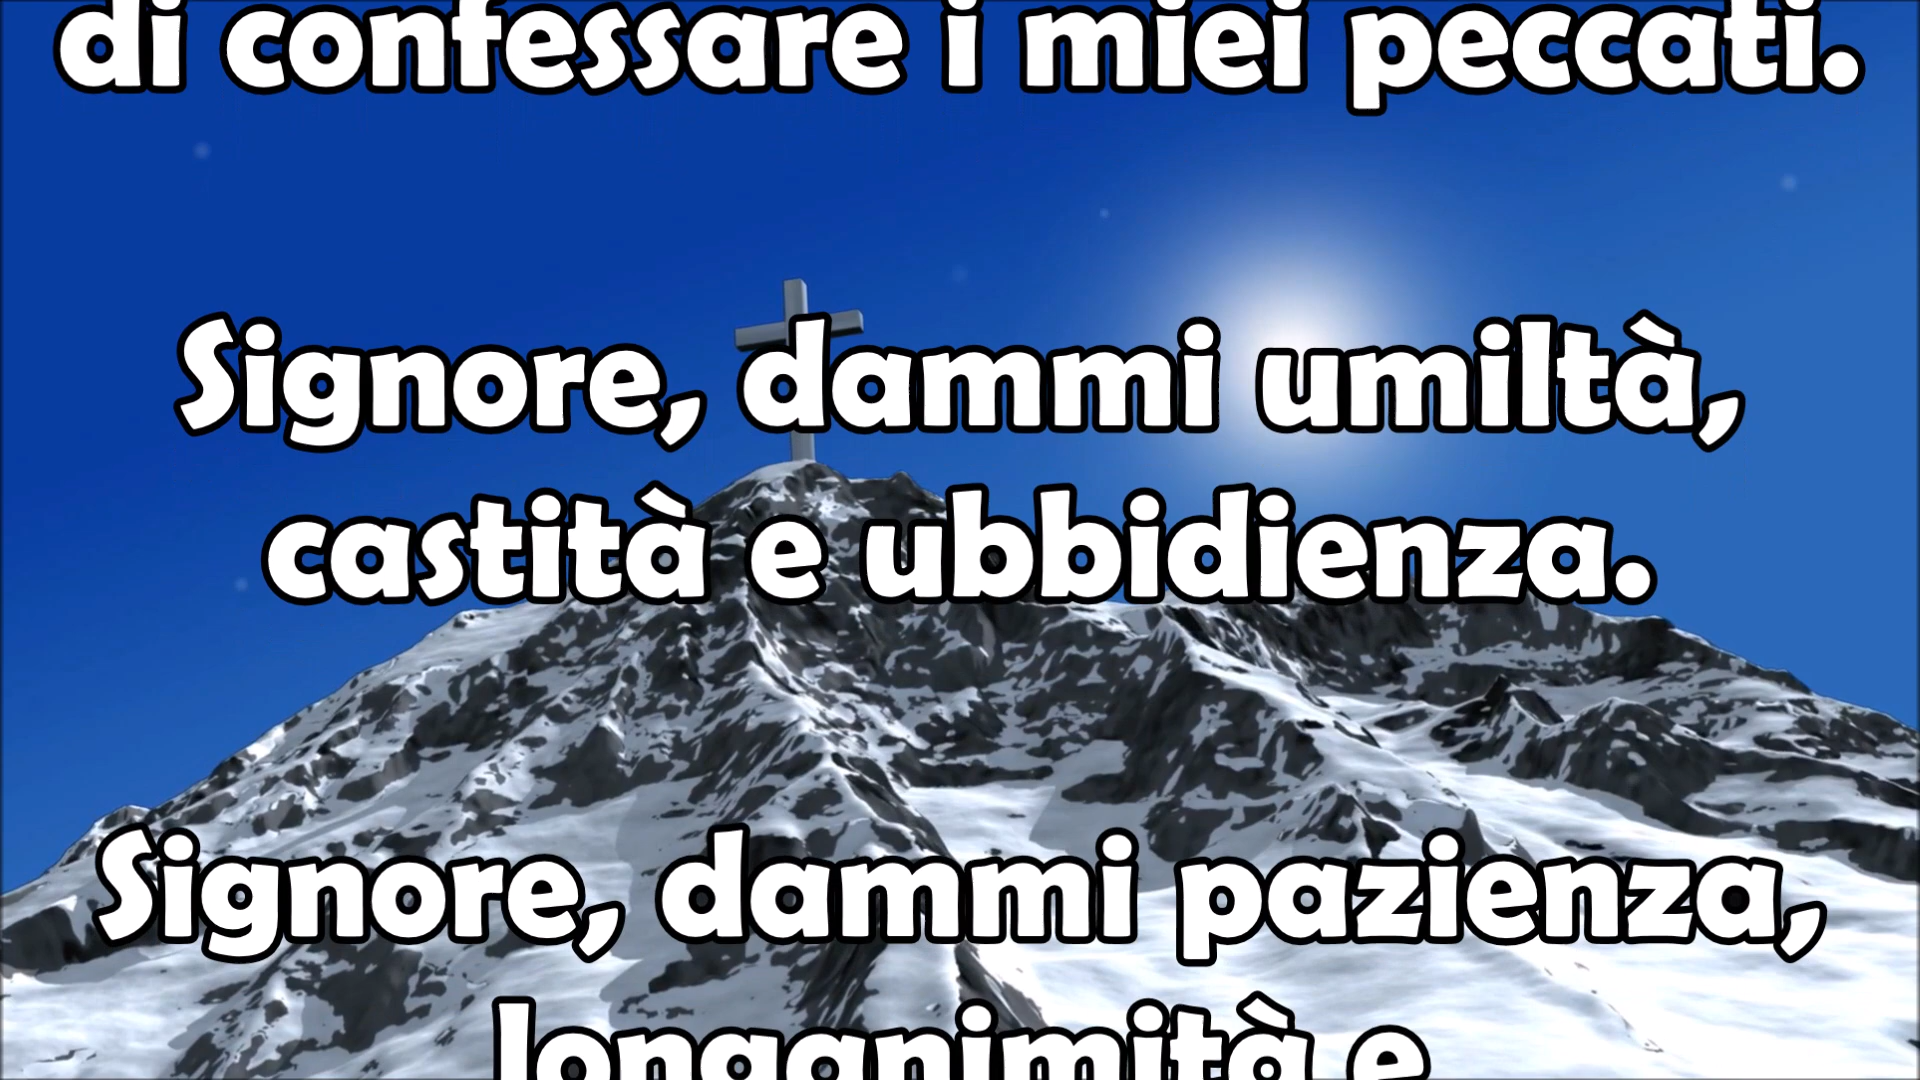 di confessare i miei peccati.
Signore, dammi umiltà,
castità e ubbidienza.
Signore, dammi pazienza,
longanimità e